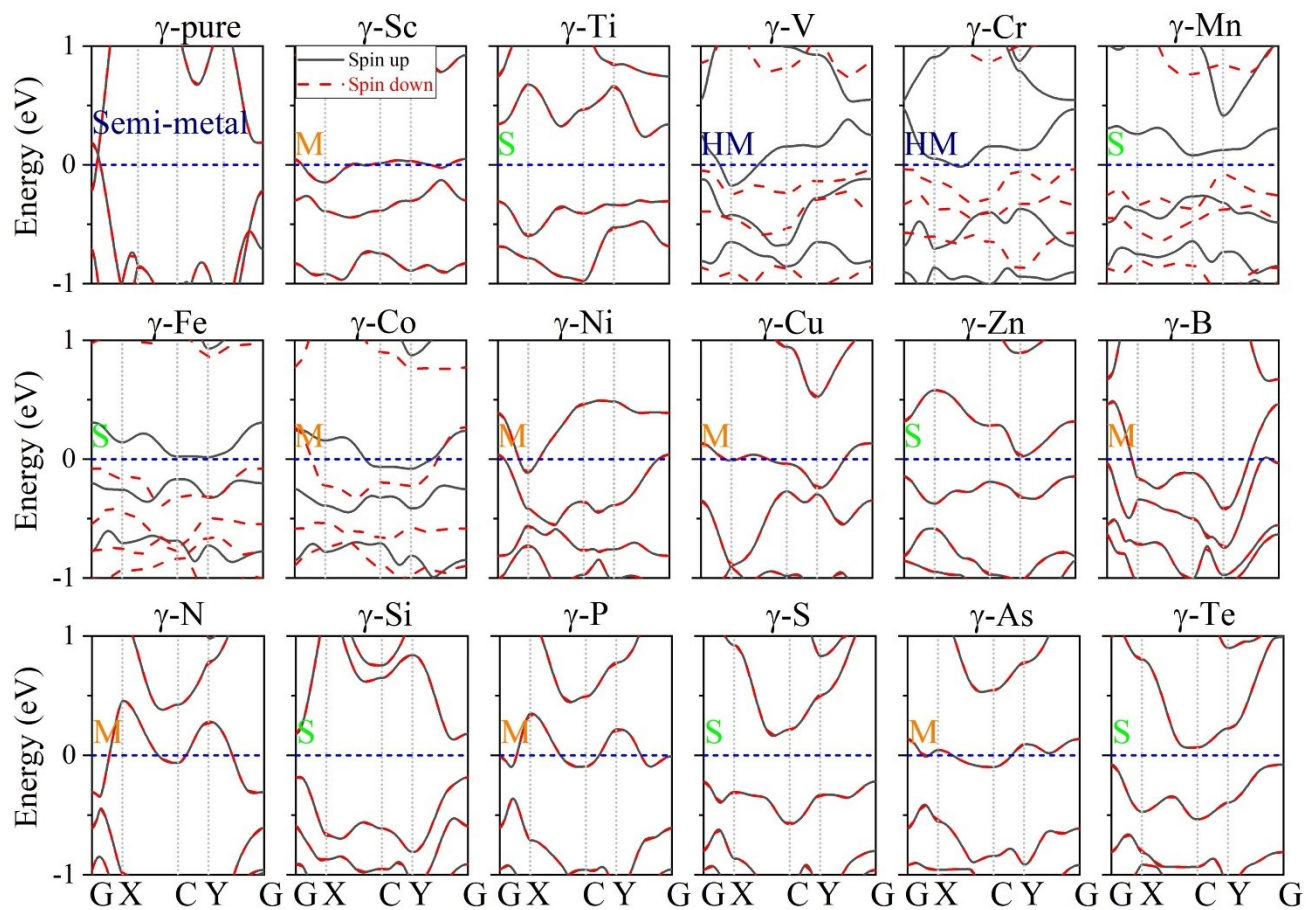 γ-pure γ-Sc γ-Ti γ-V γ-Cr γ-Mn
1
Spin up
Spin down
Energy (eV)
Semi-metal M S HM HM S
0
-1
γ-Fe γ-Co γ-Ni γ-Cu γ-Zn γ-B
1
Energy (eV)
S M M M S M
0
-1
γ-N γ-Si γ-P γ-S γ-As γ-Te
1
Energy (eV)
M S M S M S
0
-1
G X C Y G X C Y G X C Y G X C Y G X C Y G X C Y G